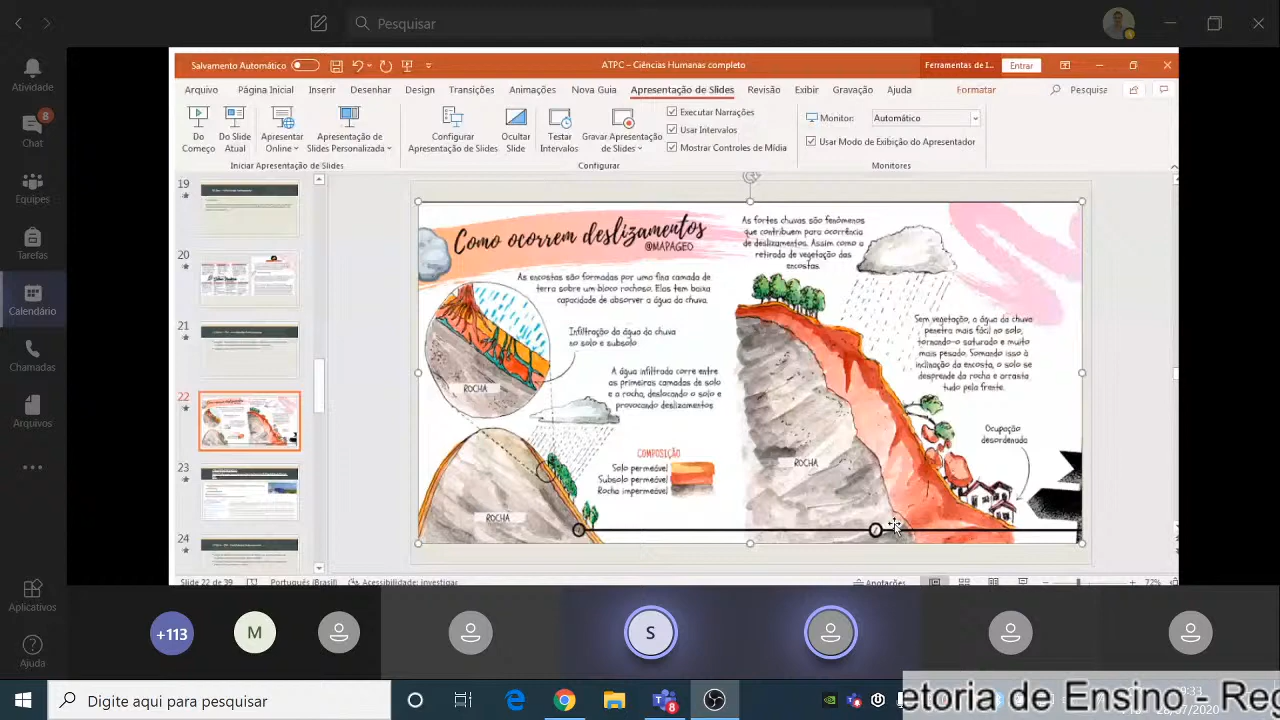 Pesquisar
Atividade
Chat
8
Equipes
Tarefas
Calendário
Chamadas
Arquivos
Aplicativos
Ajuda
Salvamento Automático
ATPC – Ciências Humanas completo
Ferramentas de I...
Entrar
Arquivo
Página Inicial
Inserir
Desenhar
Design
Transições
Animações
Nova Guia
Apresentação de Slides
Revisão
Exibir
Gravação
Ajuda
Formatar
Pesquisa
Do
Começo
Do Slide
Atual
Apresentar
Online
Apresentação de
Slides Personalizada
Iniciar Apresentação de Slides
Configurar
Apresentação de Slides
Ocultar
Slide
Testar
Intervalos
Gravar Apresentação
de Slides
Executar Narrações
Usar Intervalos
Mostrar Controles de Mídia
Configurar
Monitor:
Automático
Usar Modo de Exibição do Apresentador
Monitores
19
20
21
22
23
24
Como ocorrem deslizamentos
@MAPAGEO
As encostas são formadas por uma fina camada de
terra sobre um bloco rochoso. Elas tem baixa
capacidade de absorver a água da chuva.
Infiltração da água da chuva
no solo e subsolo
ROCHA
A água infiltrada corre entre
as primeiras camadas de solo
e a rocha, deslocando o solo e
provocando deslizamentos.
COMPOSIÇÃO
Solo permeável
Subsolo permeável
Rocha impermeável
ROCHA
As fortes chuvas são fenômenos
que contribuem para ocorrência
de deslizamentos. Assim como a
retirada de vegetação das
encostas.
Sem vegetação, a água da chuva
penetra mais fácil no solo,
tornando-o saturado e muito
mais pesado. Somando isso à
inclinação da encosta, o solo se
desprende da rocha e arrasta
tudo pela frente.
Ocupação
desordenada
ROCHA
Slide 22 de 39
Português (Brasil)
Acessibilidade: investigar
Anotações
72%
+113
M
S
Digite aqui para pesquisar
8
etoria de Ensino - Reg